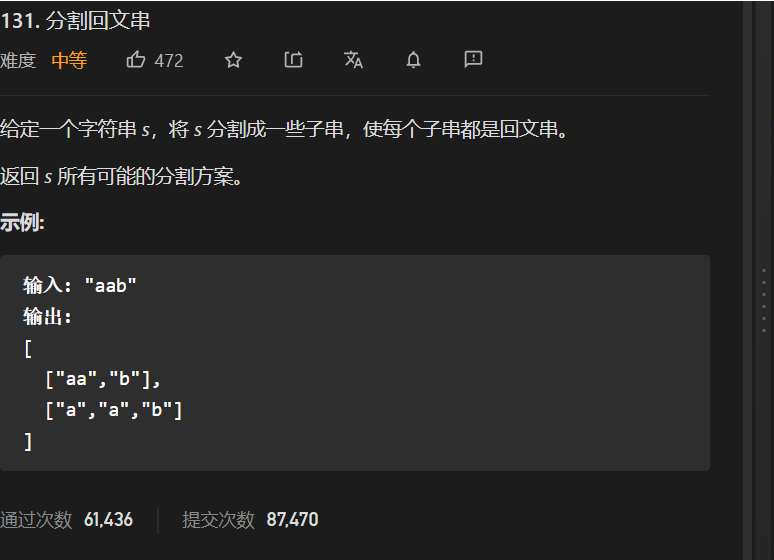 131. 分割回文串
难度 中等 472
给定一个字符串 s，将 s 分割成一些子串，使每个子串都是回文串。
返回 s 所有可能的分割方案。
示例:
输入: "aab"
输出:
[
  ["aa","b"],
  ["a","a","b"]
]
通过次数 61,436 提交次数 87,470